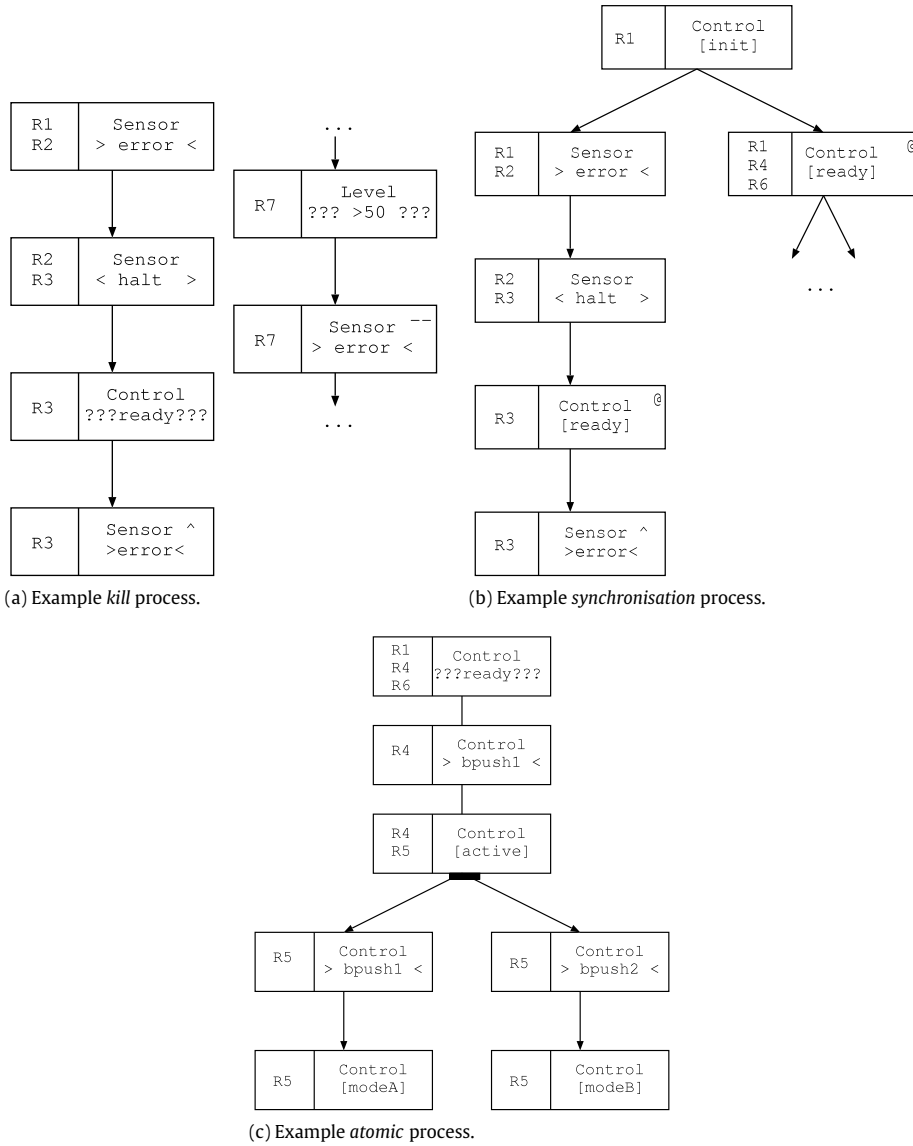 R1
R2
Sensor
> error <
R2
R3
Sensor
< halt >
R3
Control
???ready???
R3
Sensor ^
>error<
...
R7
Level
??? >50 ???
R7
Sensor --
> error <
...
(a) Example kill process.
R1
Control
[init]
R1
R2
Sensor
> error <
R2
R3
Sensor
< halt >
R3
Control @
[ready]
R3
Sensor ^
>error<
R1
R4
R6
Control @
[ready]
...
(b) Example synchronisation process.
R1
R4
R6
Control
???ready???
R4
Control
> bpush1 <
R4
R5
Control
[active]
R5
Control
> bpush1 <
R5
Control
> bpush2 <
R5
Control
[modeA]
R5
Control
[modeB]
(c) Example atomic process.